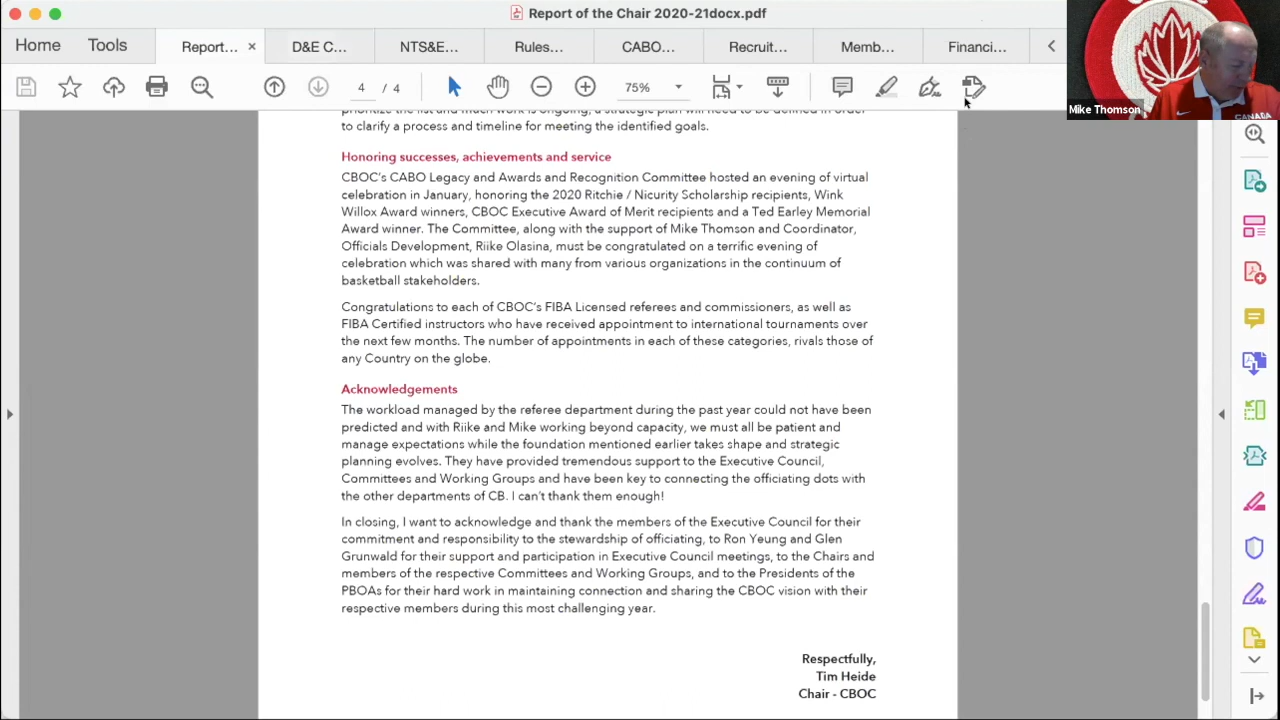 Report of the Chair 2020-21docx.pdf
Home
Tools
Report...
D&E C...
NTS&E...
Rules...
CABO...
Recruit...
Memb...
Financi...
4 / 4
75%
Mike Thomson
CANADA
to clarify a process and timeline for meeting the identified goals.
Honoring successes, achievements and service
CBOC's CABO Legacy and Awards and Recognition Committee hosted an evening of virtual
celebration in January, honoring the 2020 Ritchie / Nicurity Scholarship recipients, Wink
Willox Award winners, CBOC Executive Award of Merit recipients and a Ted Earley Memorial
Award winner. The Committee, along with the support of Mike Thomson and Coordinator,
Officials Development, Riike Olasina, must be congratulated on a terrific evening of
celebration which was shared with many from various organizations in the continuum of
basketball stakeholders.
Congratulations to each of CBOC's FIBA Licensed referees and commissioners, as well as
FIBA Certified instructors who have received appointment to international tournaments over
the next few months. The number of appointments in each of these categories, rivals those of
any Country on the globe.
Acknowledgements
The workload managed by the referee department during the past year could not have been
predicted and with Riike and Mike working beyond capacity, we must all be patient and
manage expectations while the foundation mentioned earlier takes shape and strategic
planning evolves. They have provided tremendous support to the Executive Council,
Committees and Working Groups and have been key to connecting the officiating dots with
the other departments of CB. I can't thank them enough!
In closing, I want to acknowledge and thank the members of the Executive Council for their
commitment and responsibility to the stewardship of officiating, to Ron Yeung and Glen
Grunwald for their support and participation in Executive Council meetings, to the Chairs and
members of the respective Committees and Working Groups, and to the Presidents of the
PBOAs for their hard work in maintaining connection and sharing the CBOC vision with their
respective members during this most challenging year.
Respectfully,
Tim Heide
Chair - CBOC